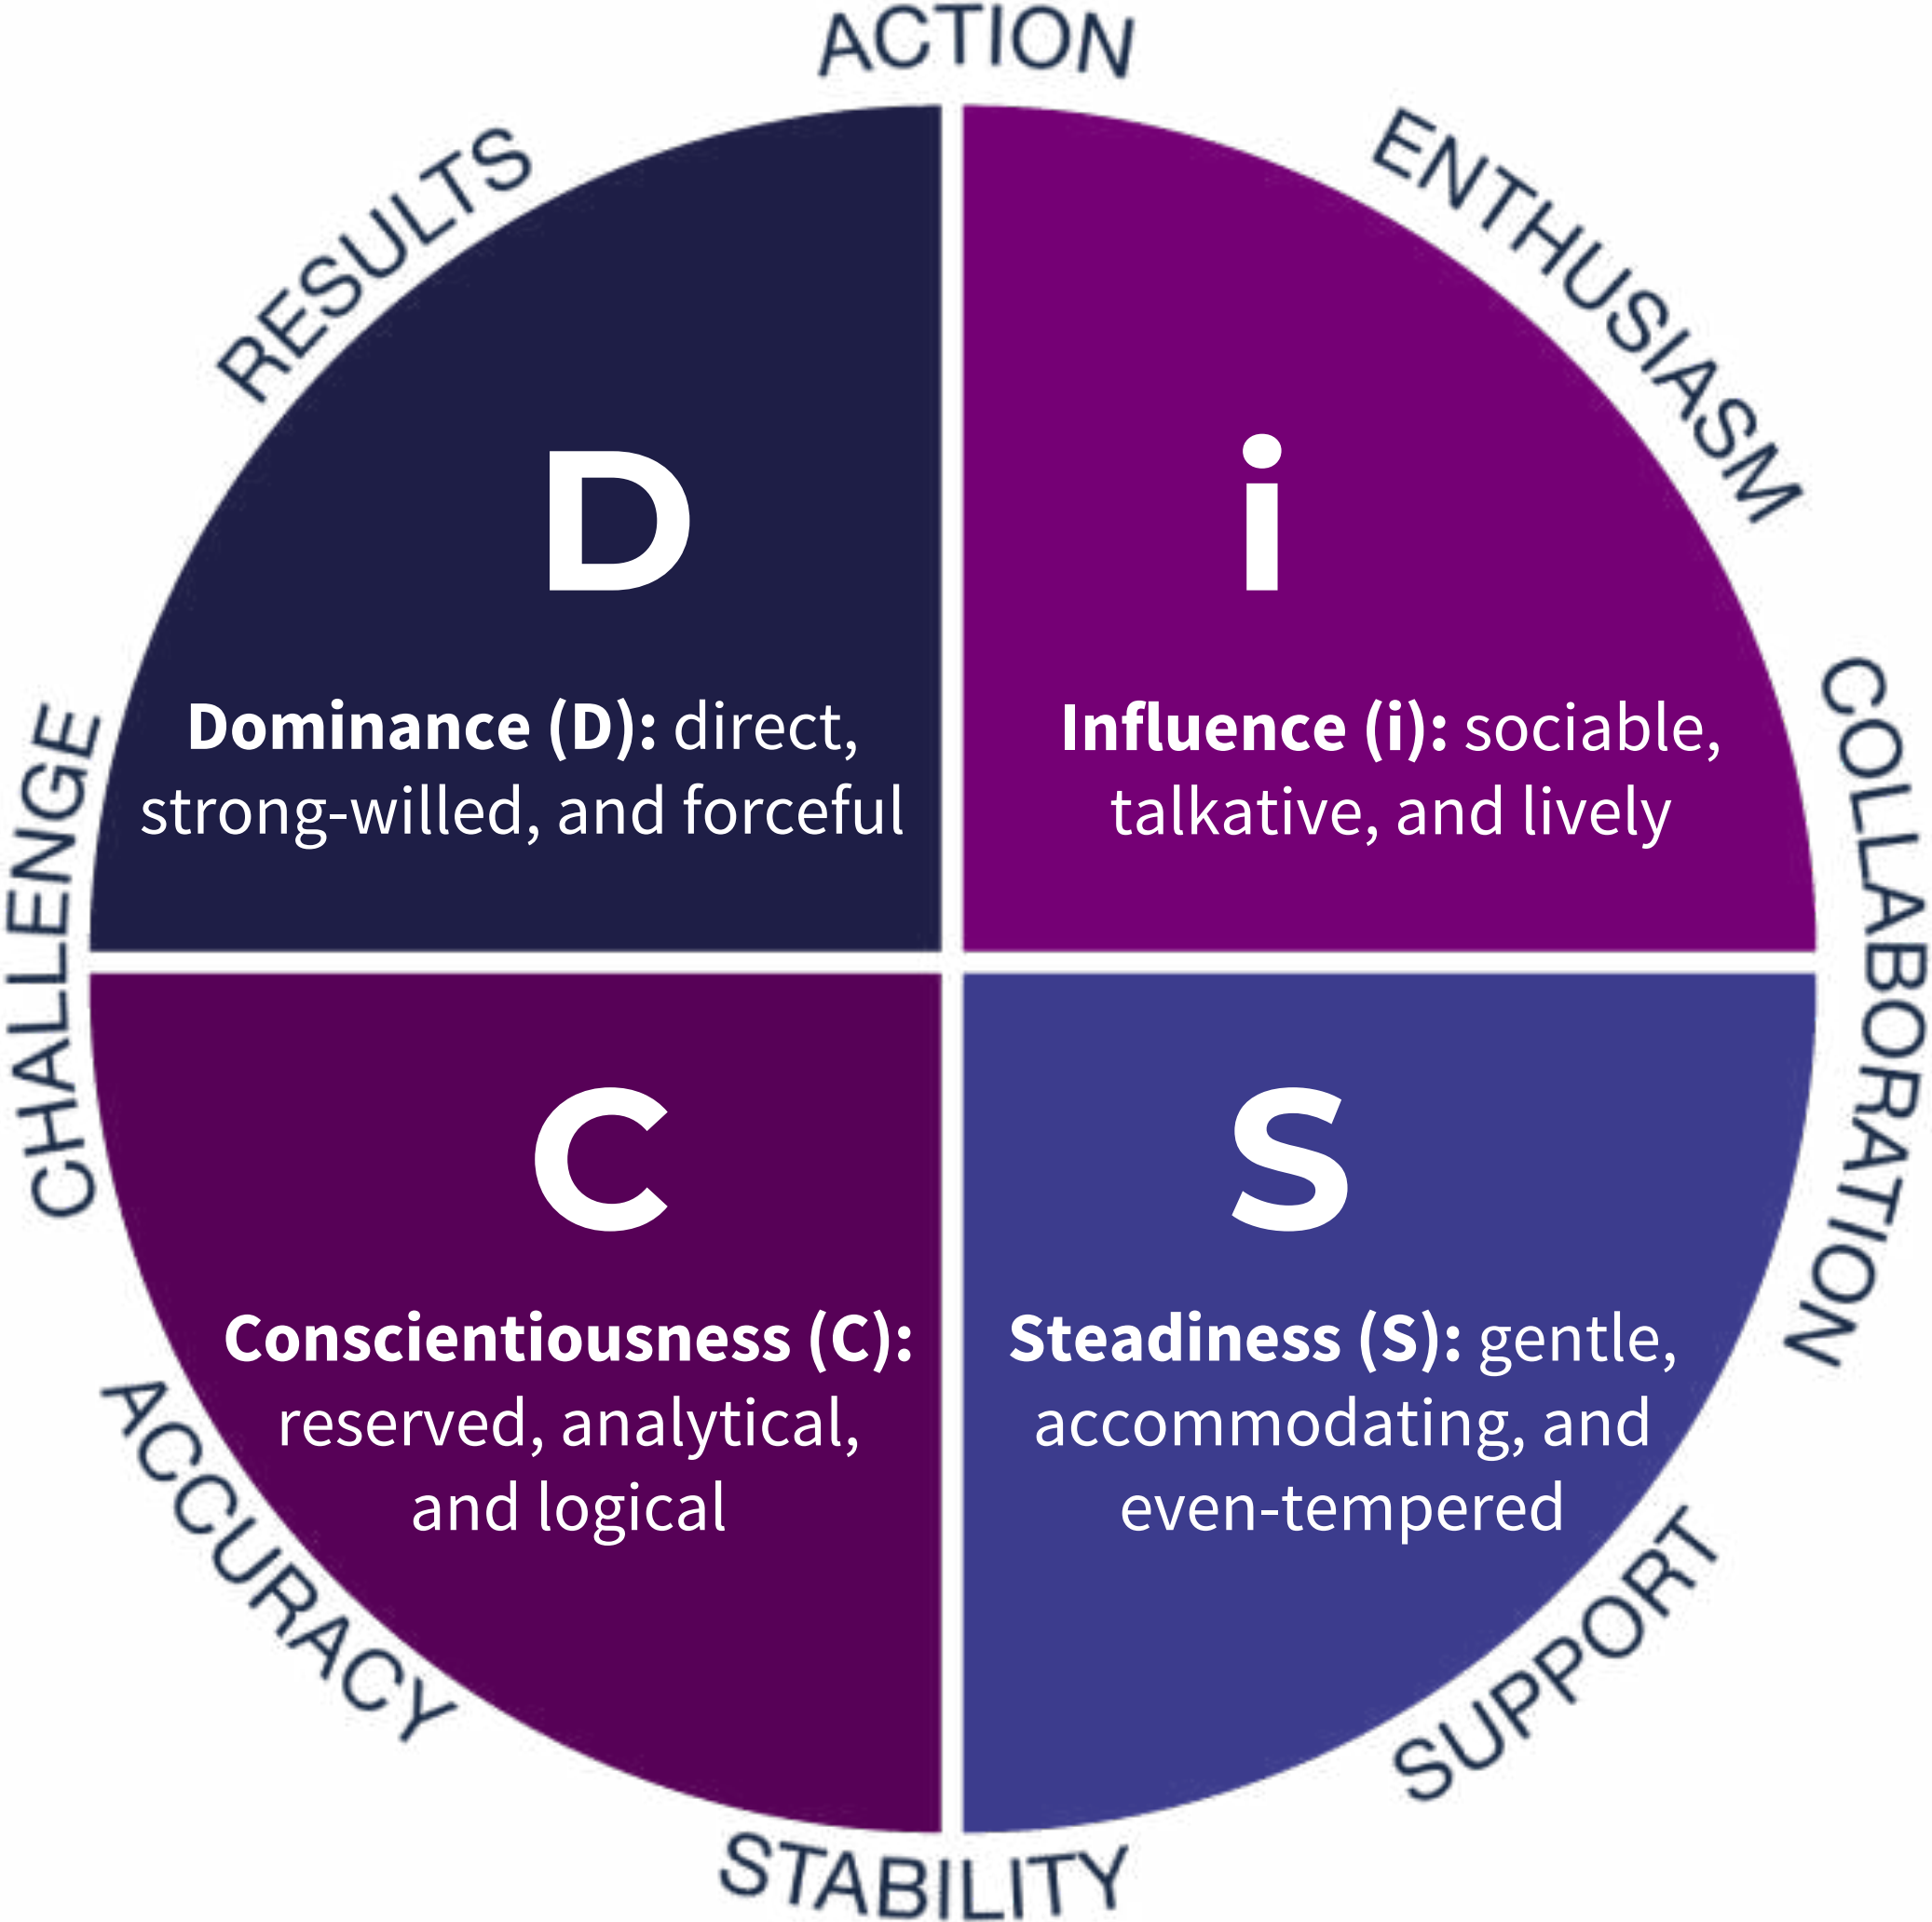 ACTION
RESULTS
ENTHUSIASM
D
i
Dominance (D): direct,
strong-willed, and forceful
Influence (i): sociable,
talkative, and lively
CHALLENGE
COLLABORATION
C
S
Conscientiousness (C):
reserved, analytical,
and logical
Steadiness (S): gentle,
accommodating, and
even-tempered
ACCURACY
SUPPORT
STABILITY